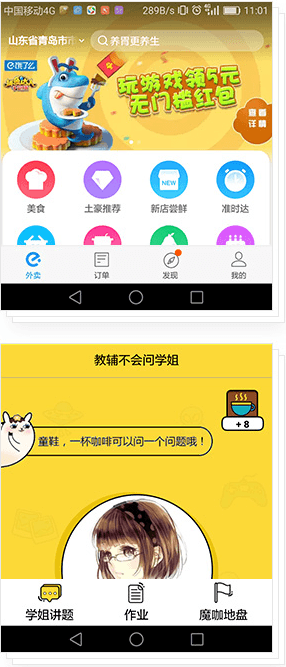 中国移动4G 289B/s 11:01
山东省青岛市市 养胃更养生
饿了么
玩游戏领5元
无门槛红包
查看
详情
NEW
美食 土豪推荐 新店尝鲜 准时达
外卖 订单 发现 我的
教辅不会问学姐
+ 8
童鞋，一杯咖啡可以问一个问题哦！
学姐讲题 作业 魔咖地盘